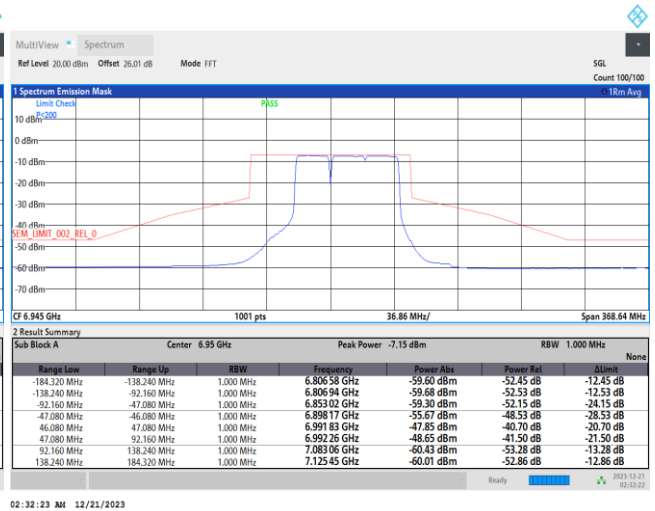 MultiView Spectrum
Ref Level 20.00 dBm Offset 26.01 dB Mode FFT SGL
Count 100/100
1 Spectrum Emission Mask 1Rm Avg
Limit Check PASS
P<200
10 dBm
0 dBm
-10 dBm
-20 dBm
-30 dBm
-40 dBm
SEM_LIMIT_002_REL_0
-50 dBm
-60 dBm
-70 dBm
CF 6.945 GHz 1001 pts 36.86 MHz/ Span 368.64 MHz
2 Result Summary
Sub Block A Center 6.95 GHz Peak Power -7.15 dBm RBW 1.000 MHz
None
Range Low Range Up RBW Frequency Power Abs Power Rel ΔLimit
-184.320 MHz -138.240 MHz 1.000 MHz 6.806 58 GHz -59.60 dBm -52.45 dB -12.45 dB
-138.240 MHz -92.160 MHz 1.000 MHz 6.806 94 GHz -59.68 dBm -52.53 dB -12.53 dB
-92.160 MHz -47.080 MHz 1.000 MHz 6.853 02 GHz -59.30 dBm -52.15 dB -24.15 dB
-47.080 MHz -46.080 MHz 1.000 MHz 6.898 17 GHz -55.67 dBm -48.53 dB -28.53 dB
46.080 MHz 47.080 MHz 1.000 MHz 6.991 83 GHz -47.85 dBm -40.70 dB -20.70 dB
47.080 MHz 92.160 MHz 1.000 MHz 6.992 26 GHz -48.65 dBm -41.50 dB -21.50 dB
92.160 MHz 138.240 MHz 1.000 MHz 7.083 06 GHz -60.43 dBm -53.28 dB -13.28 dB
138.240 MHz 184.320 MHz 1.000 MHz 7.125 45 GHz -60.01 dBm -52.86 dB -12.86 dB
Ready 2023-12-21
02:32:22
02:32:23 AM 12/21/2023